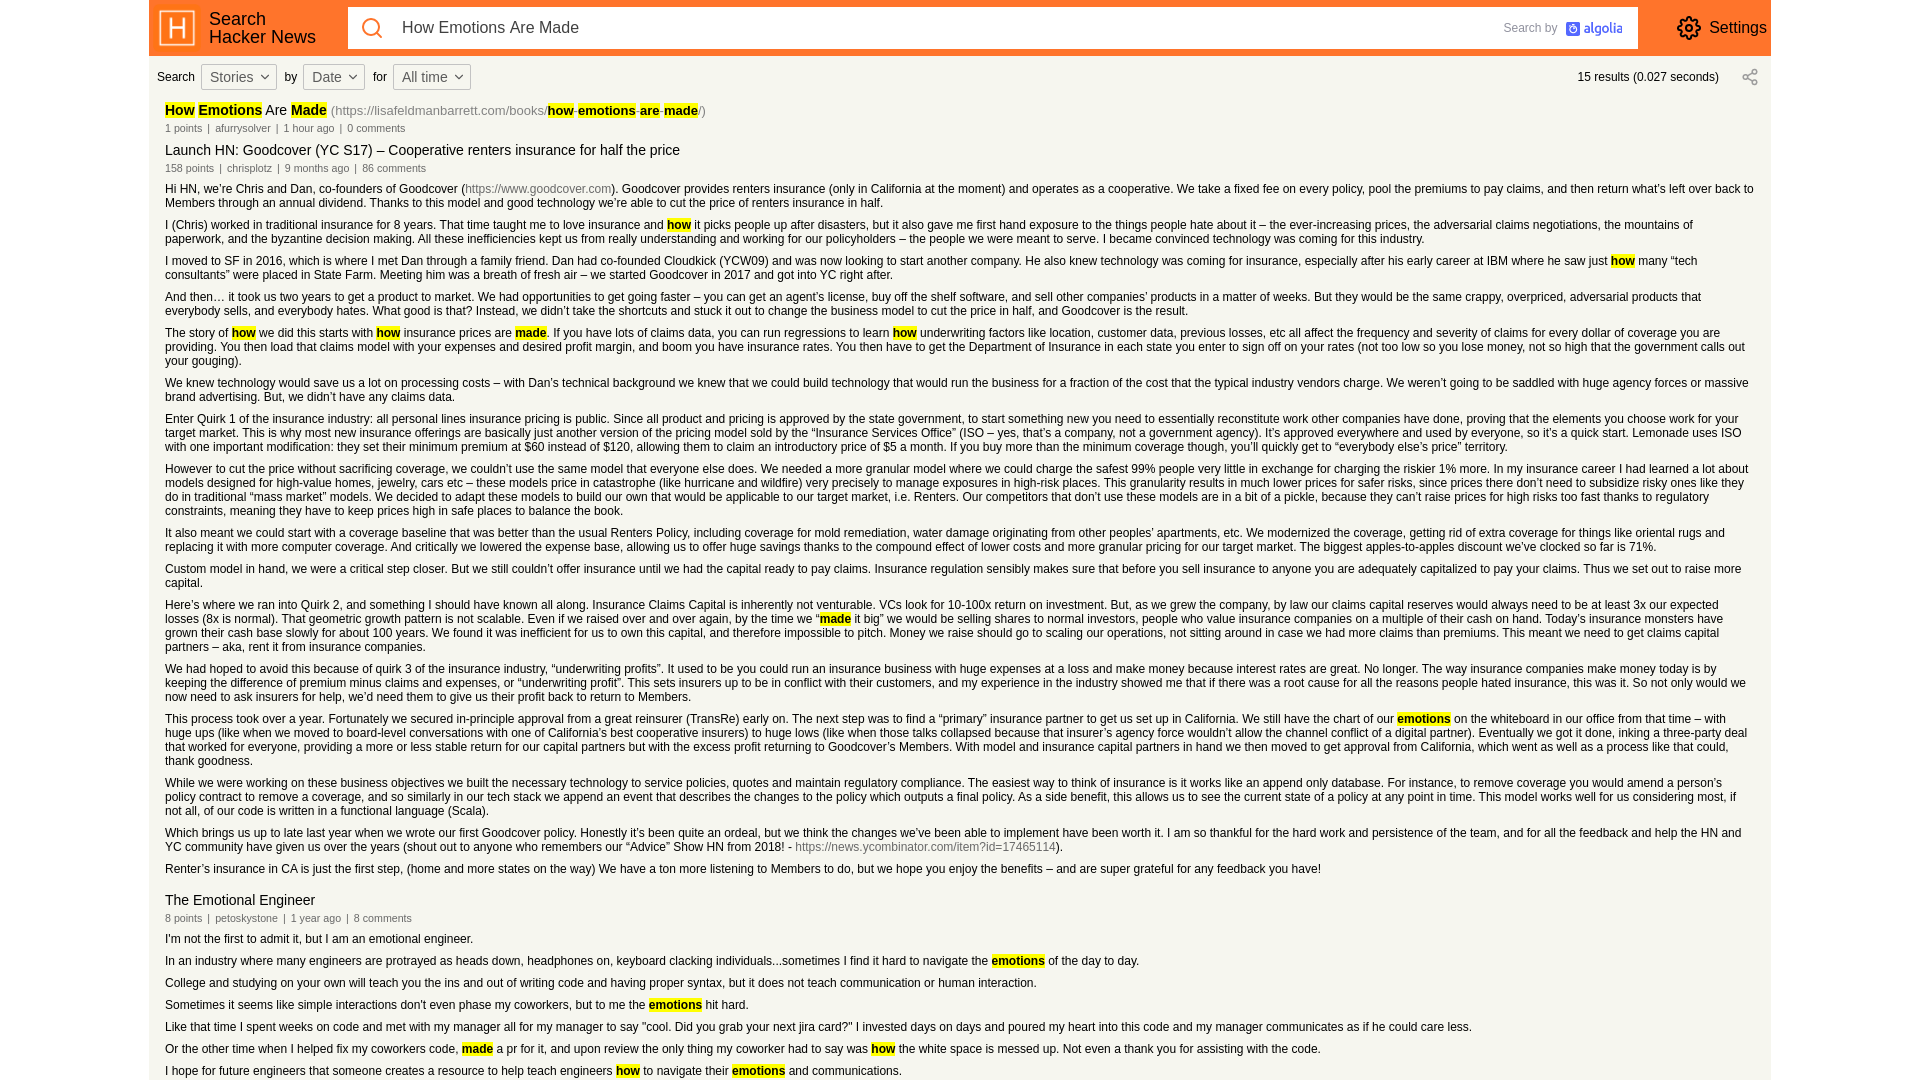 Search
Hacker News
How Emotions Are Made
Search by algolia
Settings
Search Stories by Date for All time
15 results (0.027 seconds)
How Emotions Are Made (https://lisafeldmanbarrett.com/books/how-emotions-are-made/)
1 points | afurrysolver | 1 hour ago | 0 comments
Launch HN: Goodcover (YC S17) – Cooperative renters insurance for half the price
158 points | chrisplotz | 9 months ago | 86 comments
Hi HN, we’re Chris and Dan, co-founders of Goodcover (https://www.goodcover.com). Goodcover provides renters insurance (only in California at the moment) and operates as a cooperative. We take a fixed fee on every policy, pool the premiums to pay claims, and then return what’s left over back to
Members through an annual dividend. Thanks to this model and good technology we’re able to cut the price of renters insurance in half.
I (Chris) worked in traditional insurance for 8 years. That time taught me to love insurance and how it picks people up after disasters, but it also gave me first hand exposure to the things people hate about it – the ever-increasing prices, the adversarial claims negotiations, the mountains of
paperwork, and the byzantine decision making. All these inefficiencies kept us from really understanding and working for our policyholders – the people we were meant to serve. I became convinced technology was coming for this industry.
I moved to SF in 2016, which is where I met Dan through a family friend. Dan had co-founded Cloudkick (YCW09) and was now looking to start another company. He also knew technology was coming for insurance, especially after his early career at IBM where he saw just how many “tech
consultants” were placed in State Farm. Meeting him was a breath of fresh air – we started Goodcover in 2017 and got into YC right after.
And then… it took us two years to get a product to market. We had opportunities to get going faster – you can get an agent’s license, buy off the shelf software, and sell other companies’ products in a matter of weeks. But they would be the same crappy, overpriced, adversarial products that
everybody sells, and everybody hates. What good is that? Instead, we didn’t take the shortcuts and stuck it out to change the business model to cut the price in half, and Goodcover is the result.
The story of how we did this starts with how insurance prices are made. If you have lots of claims data, you can run regressions to learn how underwriting factors like location, customer data, previous losses, etc all affect the frequency and severity of claims for every dollar of coverage you are
providing. You then load that claims model with your expenses and desired profit margin, and boom you have insurance rates. You then have to get the Department of Insurance in each state you enter to sign off on your rates (not too low so you lose money, not so high that the government calls out
your gouging).
We knew technology would save us a lot on processing costs – with Dan’s technical background we knew that we could build technology that would run the business for a fraction of the cost that the typical industry vendors charge. We weren’t going to be saddled with huge agency forces or massive
brand advertising. But, we didn’t have any claims data.
Enter Quirk 1 of the insurance industry: all personal lines insurance pricing is public. Since all product and pricing is approved by the state government, to start something new you need to essentially reconstitute work other companies have done, proving that the elements you choose work for your
target market. This is why most new insurance offerings are basically just another version of the pricing model sold by the “Insurance Services Office” (ISO – yes, that’s a company, not a government agency). It’s approved everywhere and used by everyone, so it’s a quick start. Lemonade uses ISO
with one important modification: they set their minimum premium at $60 instead of $120, allowing them to claim an introductory price of $5 a month. If you buy more than the minimum coverage though, you’ll quickly get to “everybody else’s price” territory.
However to cut the price without sacrificing coverage, we couldn’t use the same model that everyone else does. We needed a more granular model where we could charge the safest 99% people very little in exchange for charging the riskier 1% more. In my insurance career I had learned a lot about
models designed for high-value homes, jewelry, cars etc – these models price in catastrophe (like hurricane and wildfire) very precisely to manage exposures in high-risk places. This granularity results in much lower prices for safer risks, since prices there don’t need to subsidize risky ones like they
do in traditional “mass market” models. We decided to adapt these models to build our own that would be applicable to our target market, i.e. Renters. Our competitors that don’t use these models are in a bit of a pickle, because they can’t raise prices for high risks too fast thanks to regulatory
constraints, meaning they have to keep prices high in safe places to balance the book.
It also meant we could start with a coverage baseline that was better than the usual Renters Policy, including coverage for mold remediation, water damage originating from other peoples’ apartments, etc. We modernized the coverage, getting rid of extra coverage for things like oriental rugs and
replacing it with more computer coverage. And critically we lowered the expense base, allowing us to offer huge savings thanks to the compound effect of lower costs and more granular pricing for our target market. The biggest apples-to-apples discount we’ve clocked so far is 71%.
Custom model in hand, we were a critical step closer. But we still couldn’t offer insurance until we had the capital ready to pay claims. Insurance regulation sensibly makes sure that before you sell insurance to anyone you are adequately capitalized to pay your claims. Thus we set out to raise more
capital.
Here’s where we ran into Quirk 2, and something I should have known all along. Insurance Claims Capital is inherently not venturable. VCs look for 10-100x return on investment. But, as we grew the company, by law our claims capital reserves would always need to be at least 3x our expected
losses (8x is normal). That geometric growth pattern is not scalable. Even if we raised over and over again, by the time we “made it big” we would be selling shares to normal investors, people who value insurance companies on a multiple of their cash on hand. Today’s insurance monsters have
grown their cash base slowly for about 100 years. We found it was inefficient for us to own this capital, and therefore impossible to pitch. Money we raise should go to scaling our operations, not sitting around in case we had more claims than premiums. This meant we need to get claims capital
partners – aka, rent it from insurance companies.
We had hoped to avoid this because of quirk 3 of the insurance industry, “underwriting profits”. It used to be you could run an insurance business with huge expenses at a loss and make money because interest rates are great. No longer. The way insurance companies make money today is by
keeping the difference of premium minus claims and expenses, or “underwriting profit”. This sets insurers up to be in conflict with their customers, and my experience in the industry showed me that if there was a root cause for all the reasons people hated insurance, this was it. So not only would we
now need to ask insurers for help, we’d need them to give us their profit back to return to Members.
This process took over a year. Fortunately we secured in-principle approval from a great reinsurer (TransRe) early on. The next step was to find a “primary” insurance partner to get us set up in California. We still have the chart of our emotions on the whiteboard in our office from that time – with
huge ups (like when we moved to board-level conversations with one of California’s best cooperative insurers) to huge lows (like when those talks collapsed because that insurer’s agency force wouldn’t allow the channel conflict of a digital partner). Eventually we got it done, inking a three-party deal
that worked for everyone, providing a more or less stable return for our capital partners but with the excess profit returning to Goodcover’s Members. With model and insurance capital partners in hand we then moved to get approval from California, which went as well as a process like that could,
thank goodness.
While we were working on these business objectives we built the necessary technology to service policies, quotes and maintain regulatory compliance. The easiest way to think of insurance is it works like an append only database. For instance, to remove coverage you would amend a person’s
policy contract to remove a coverage, and so similarly in our tech stack we append an event that describes the changes to the policy which outputs a final policy. As a side benefit, this allows us to see the current state of a policy at any point in time. This model works well for us considering most, if
not all, of our code is written in a functional language (Scala).
Which brings us up to late last year when we wrote our first Goodcover policy. Honestly it’s been quite an ordeal, but we think the changes we’ve been able to implement have been worth it. I am so thankful for the hard work and persistence of the team, and for all the feedback and help the HN and
YC community have given us over the years (shout out to anyone who remembers our “Advice” Show HN from 2018! - https://news.ycombinator.com/item?id=17465114).
Renter’s insurance in CA is just the first step, (home and more states on the way) We have a ton more listening to Members to do, but we hope you enjoy the benefits – and are super grateful for any feedback you have!
The Emotional Engineer
8 points | petoskystone | 1 year ago | 8 comments
I'm not the first to admit it, but I am an emotional engineer.
In an industry where many engineers are protrayed as heads down, headphones on, keyboard clacking individuals...sometimes I find it hard to navigate the emotions of the day to day.
College and studying on your own will teach you the ins and out of writing code and having proper syntax, but it does not teach communication or human interaction.
Sometimes it seems like simple interactions don't even phase my coworkers, but to me the emotions hit hard.
Like that time I spent weeks on code and met with my manager all for my manager to say "cool. Did you grab your next jira card?" I invested days on days and poured my heart into this code and my manager communicates as if he could care less.
Or the other time when I helped fix my coworkers code, made a pr for it, and upon review the only thing my coworker had to say was how the white space is messed up. Not even a thank you for assisting with the code.
I hope for future engineers that someone creates a resource to help teach engineers how to navigate their emotions and communications.